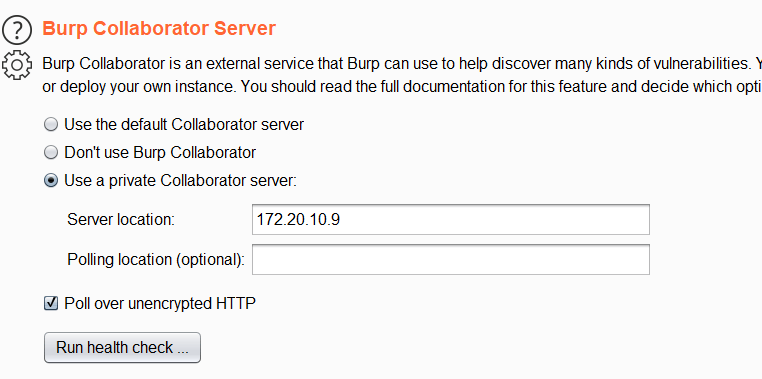 Burp Collaborator Server
Burp Collaborator is an external service that Burp can use to help discover many kinds of vulnerabilities.
or deploy your own instance. You should read the full documentation for this feature and decide which opti
Use the default Collaborator server
Don't use Burp Collaborator
Use a private Collaborator server:
Server location: 172.20.10.9
Polling location (optional):
Poll over unencrypted HTTP
Run health check ...